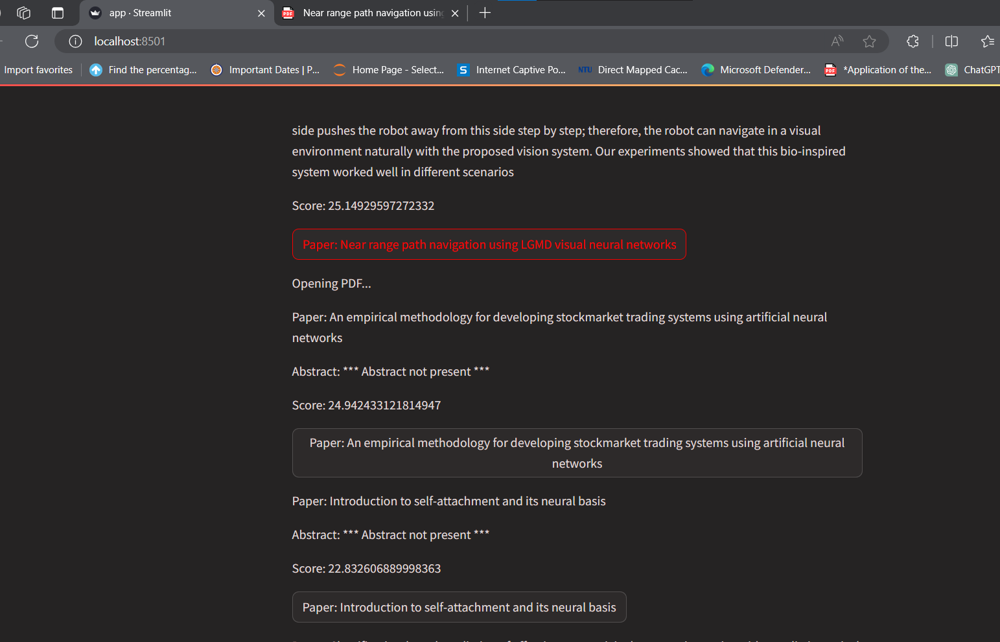 app · Streamlit
Near range path navigation using
localhost:8501
Import favorites
Find the percentag...
Important Dates | P...
Home Page - Select...
Internet Captive Po...
NTU Direct Mapped Cac...
Microsoft Defender...
*Application of the...
ChatGPT
side pushes the robot away from this side step by step; therefore, the robot can navigate in a visual
environment naturally with the proposed vision system. Our experiments showed that this bio-inspired
system worked well in different scenarios
Score: 25.14929597272332
Paper: Near range path navigation using LGMD visual neural networks
Opening PDF...
Paper: An empirical methodology for developing stockmarket trading systems using artificial neural
networks
Abstract: *** Abstract not present ***
Score: 24.942433121814947
Paper: An empirical methodology for developing stockmarket trading systems using artificial neural
networks
Paper: Introduction to self-attachment and its neural basis
Abstract: *** Abstract not present ***
Score: 22.832606889998363
Paper: Introduction to self-attachment and its neural basis